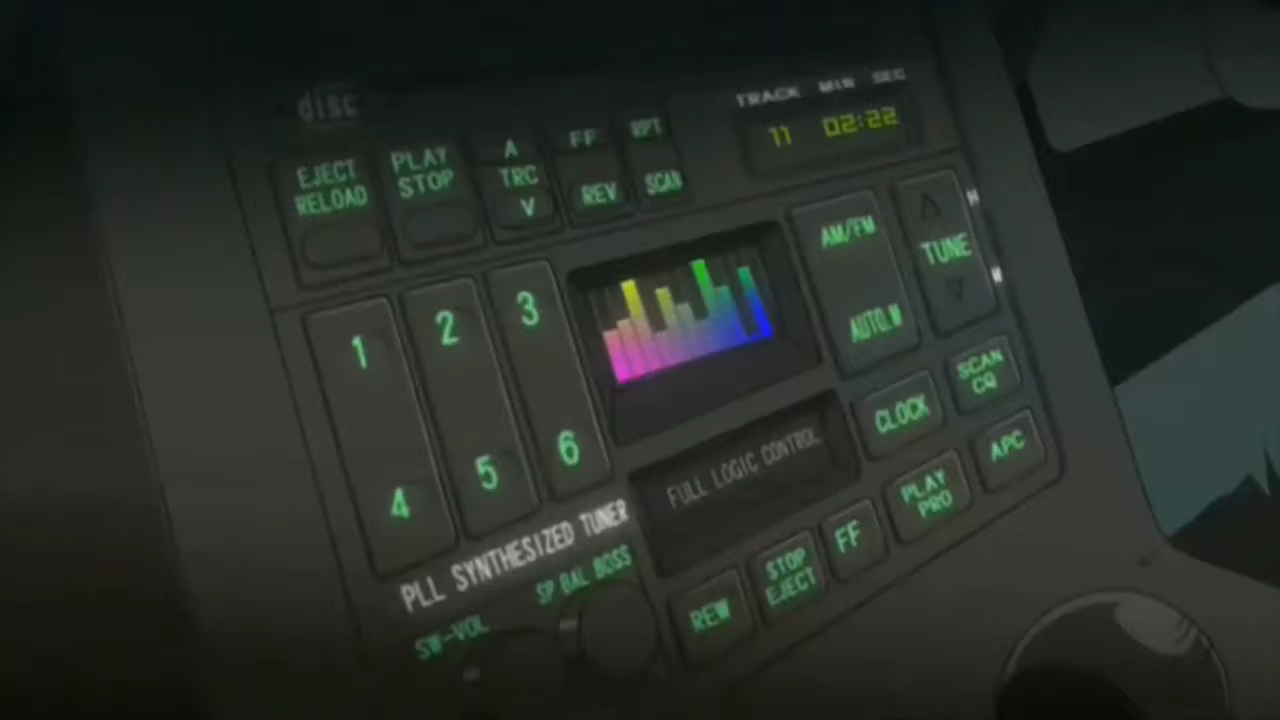 disc
TRACK MIN SEC
11 02:22
EJECT
RELOAD
PLAY
STOP
A
TRC
V
FF
REV
RPT
SCAN
1
2
3
4
5
6
AM/FM
AUTO.M
TUNE
H
M
CLOCK
SCAN
CQ
FULL LOGIC CONTROL
PLL SYNTHESIZED TUNER
SP BAL BOSS
SW-VOL
REW
STOP
EJECT
FF
PLAY
PRO
APC